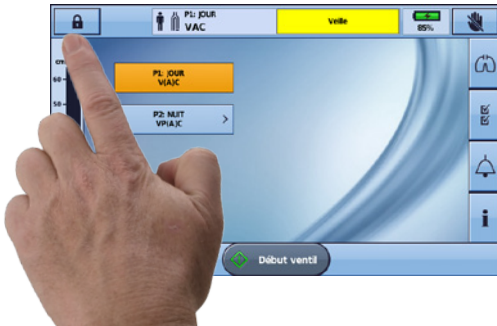 P1: JOUR
VAC
Veille
85%
cm
60
50
P1: JOUR
V(A)C
P2: NUIT
VP(A)C
>
Début ventil